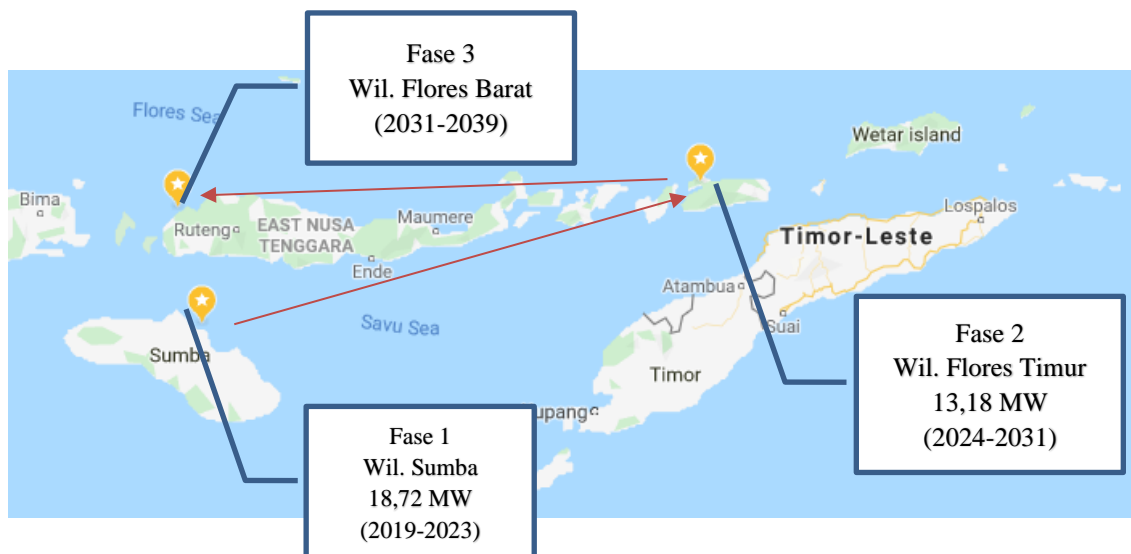 Fase 3
Wil. Flores Barat
(2031-2039)
Flores Sea
Wetar island
Bima
Ruteng
EAST NUSA
TENGGARA
Maumere
Ende
Lospalos
Timor-Leste
Atambua
Suai
Savu Sea
Sumba
Timor
upang
Fase 2
Wil. Flores Timur
13,18 MW
(2024-2031)
Fase 1
Wil. Sumba
18,72 MW
(2019-2023)